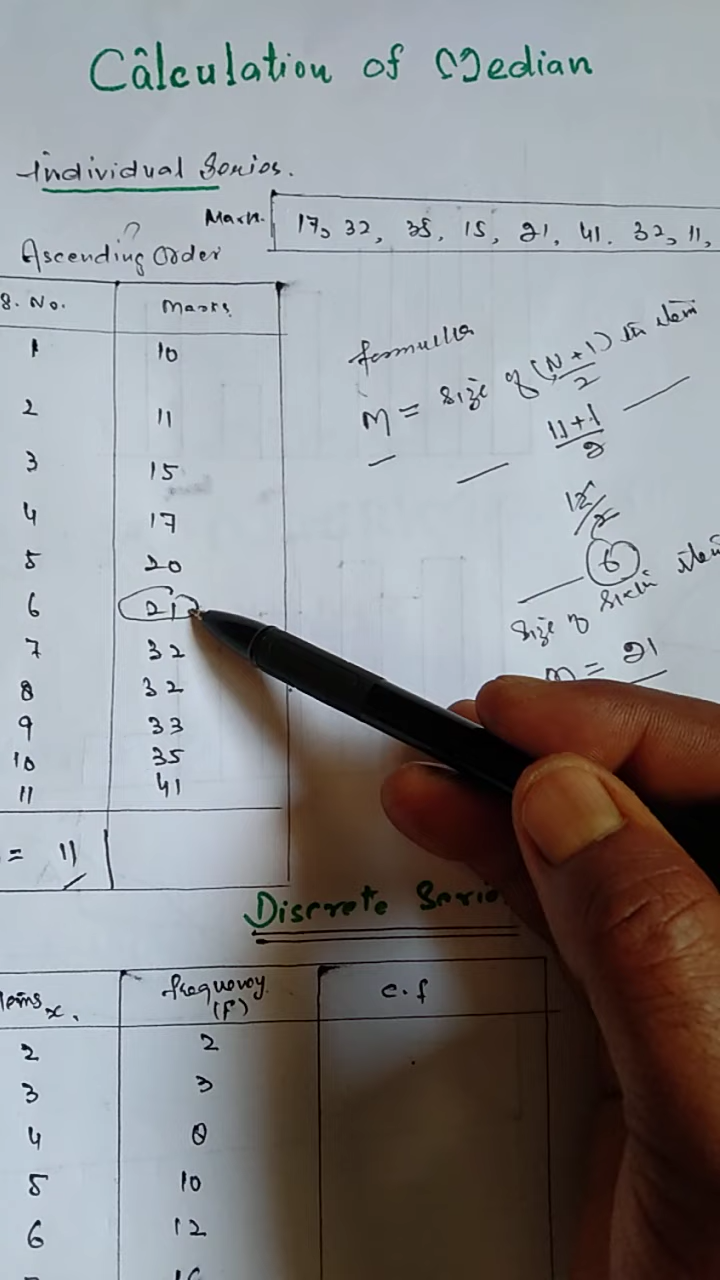 Calculation of Median
Individual Series.
Mark. 17, 32, 35, 15, 21, 41. 32, 11,
Ascending Order
S. No. Marks
1 10
2 11
3 15
4 17
5 20
6 21
7 32
8 32
9 33
10 35
11 41
= 11
formulla
M = Size of (N+1)/2 th item
11+1/2
12/2
6
Size of sixth item
M = 21
Discrete Serie
Items x. frequency (f) c.f
2 2
3 3
4 8
5 10
6 12